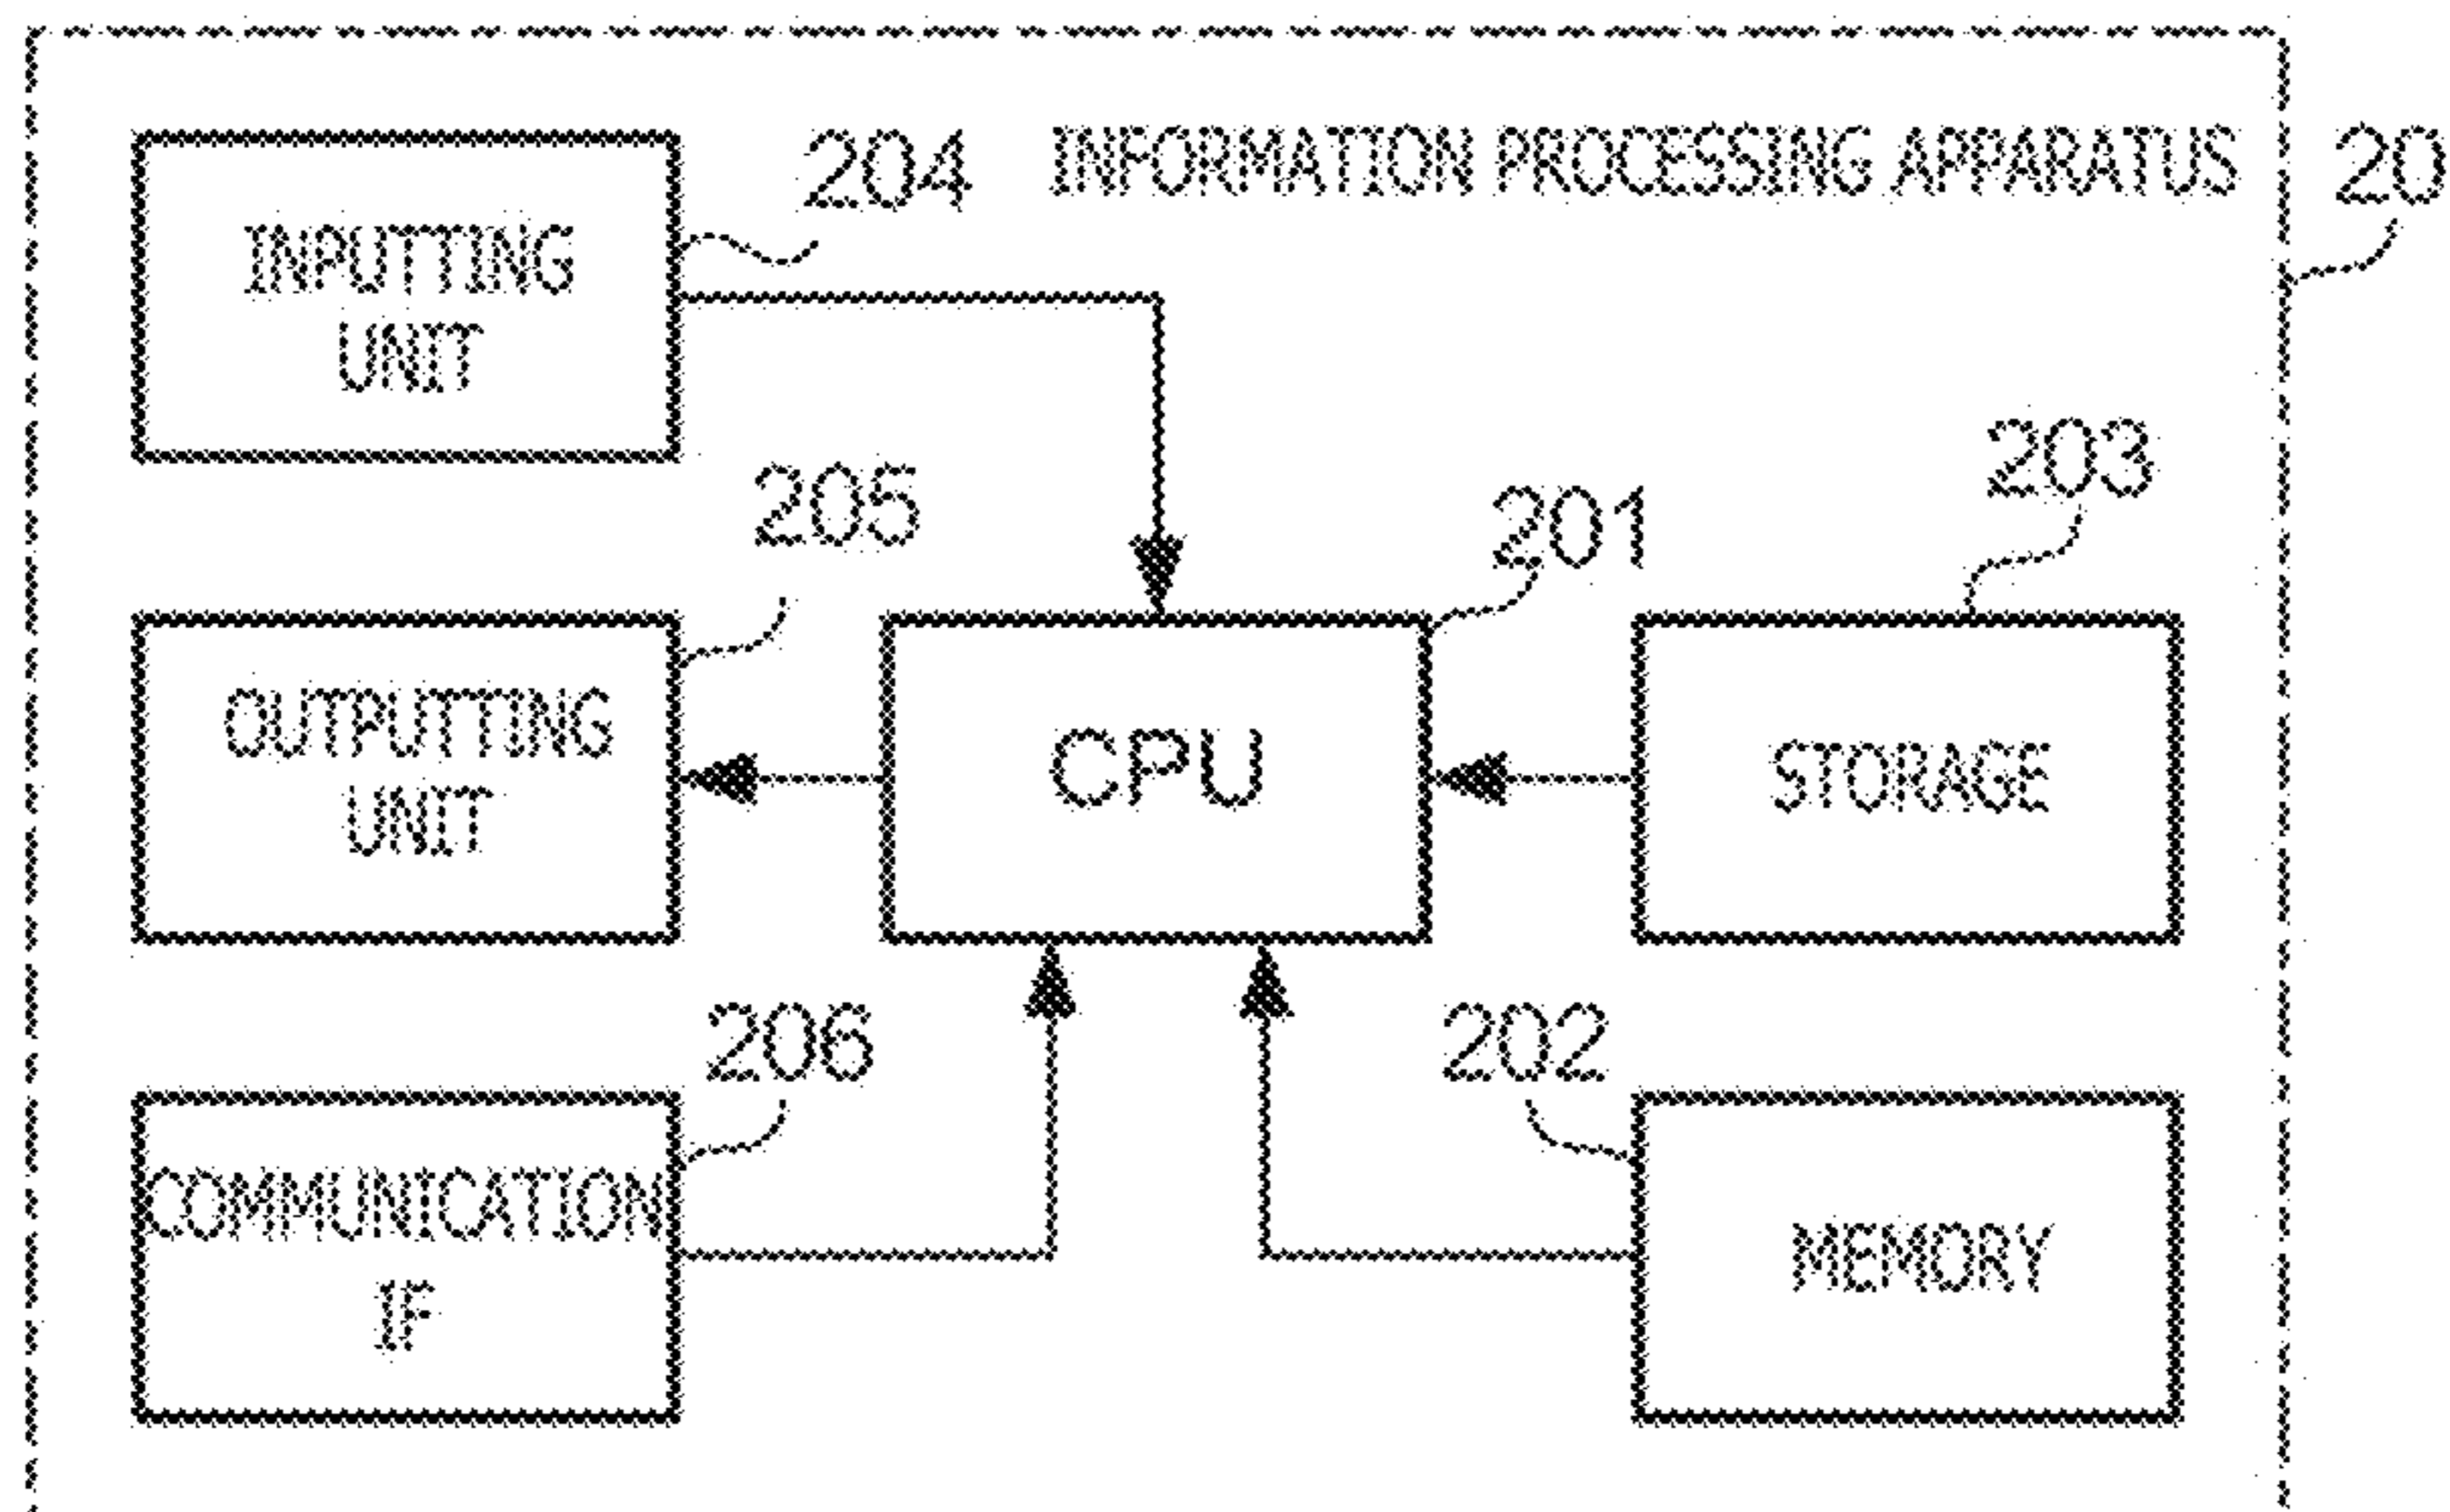 204 INFORMATION PROCESSING APPARATUS 20
INPUTTING
UNIT
205
201
203
OUTPUTTING
UNIT
CPU
STORAGE
206
202
COMMUNICATION
IF
MEMORY